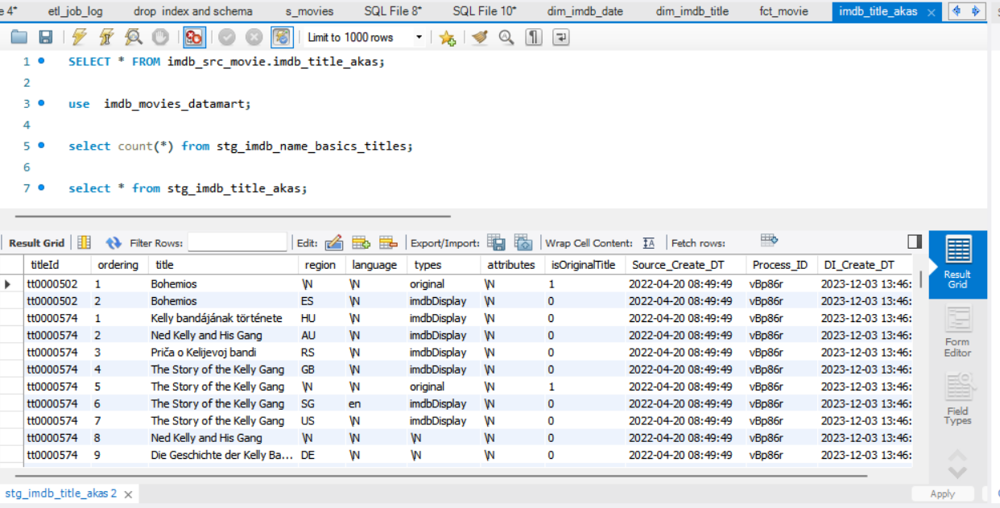 e 4* etl_job_log drop index and schema s_movies SQL File 8* SQL File 10* dim_imdb_date dim_imdb_title fct_movie imdb_title_akas
Limit to 1000 rows
1 SELECT * FROM imdb_src_movie.imdb_title_akas;
2
3 use imdb_movies_datamart;
4
5 select count(*) from stg_imdb_name_basics_titles;
6
7 select * from stg_imdb_title_akas;
Result Grid Filter Rows: Edit: Export/Import: Wrap Cell Content: Fetch rows:
titleId ordering title region language types attributes isOriginalTitle Source_Create_DT Process_ID DI_Create_DT
tt0000502 1 Bohemios \N \N original \N 1 2022-04-20 08:49:49 vBp86r 2023-12-03 13:46:
tt0000502 2 Bohemios ES \N imdbDisplay \N 0 2022-04-20 08:49:49 vBp86r 2023-12-03 13:46:
tt0000574 1 Kelly bandájának története HU \N imdbDisplay \N 0 2022-04-20 08:49:49 vBp86r 2023-12-03 13:46:
tt0000574 2 Ned Kelly and His Gang AU \N imdbDisplay \N 0 2022-04-20 08:49:49 vBp86r 2023-12-03 13:46:
tt0000574 3 Priča o Kelijevoj bandi RS \N imdbDisplay \N 0 2022-04-20 08:49:49 vBp86r 2023-12-03 13:46:
tt0000574 4 The Story of the Kelly Gang GB \N imdbDisplay \N 0 2022-04-20 08:49:49 vBp86r 2023-12-03 13:46:
tt0000574 5 The Story of the Kelly Gang \N \N original \N 1 2022-04-20 08:49:49 vBp86r 2023-12-03 13:46:
tt0000574 6 The Story of the Kelly Gang SG en imdbDisplay \N 0 2022-04-20 08:49:49 vBp86r 2023-12-03 13:46:
tt0000574 7 The Story of the Kelly Gang US \N imdbDisplay \N 0 2022-04-20 08:49:49 vBp86r 2023-12-03 13:46:
tt0000574 8 Ned Kelly and His Gang \N \N \N \N 0 2022-04-20 08:49:49 vBp86r 2023-12-03 13:46:
tt0000574 9 Die Geschichte der Kelly Ba... DE \N \N \N 0 2022-04-20 08:49:49 vBp86r 2023-12-03 13:46:
Result
Grid
Form
Editor
Field
Types
stg_imdb_title_akas 2
Apply